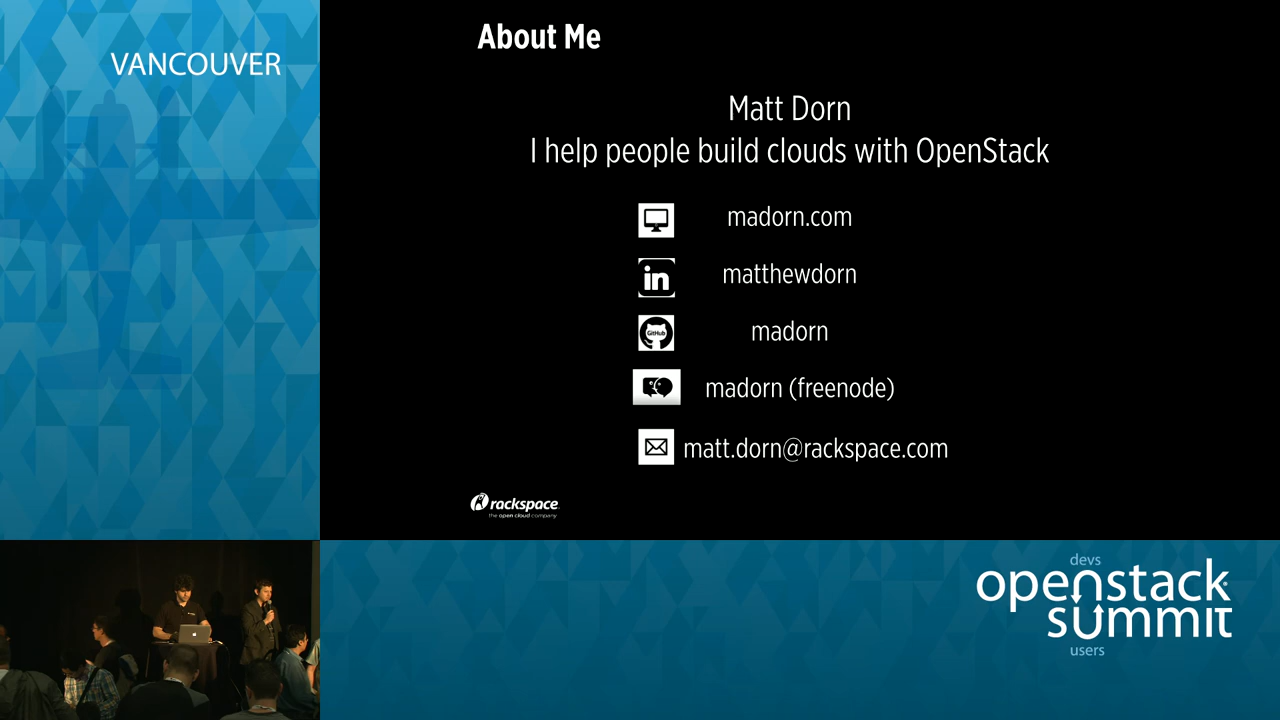 VANCOUVER
About Me
Matt Dorn
I help people build clouds with OpenStack
madorn.com
in
matthewdorn
GitHub
madorn
madorn (freenode)
matt.dorn@rackspace.com
rackspace
the open cloud company
devs
openstack
summit
users